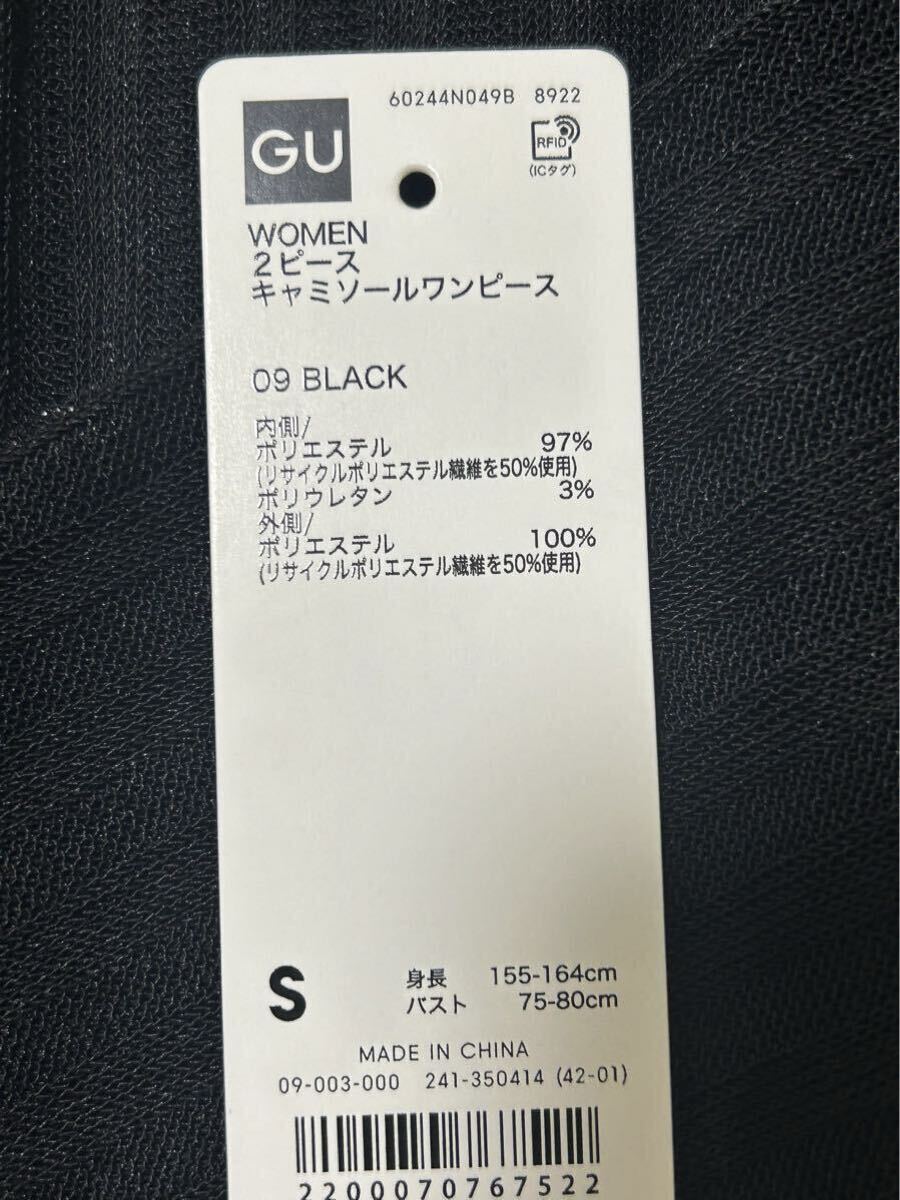 60244N049B 8922
GU
RFID
(ICタグ)
WOMEN
2ピース
キャミソールワンピース
09 BLACK
内側/
ポリエステル 97%
(リサイクルポリエステル繊維を50%使用)
ポリウレタン 3%
外側/
ポリエステル 100%
(リサイクルポリエステル繊維を50%使用)
S 身長 155-164cm
バスト 75-80cm
MADE IN CHINA
09-003-000 241-350414 (42-01)
2200070767522